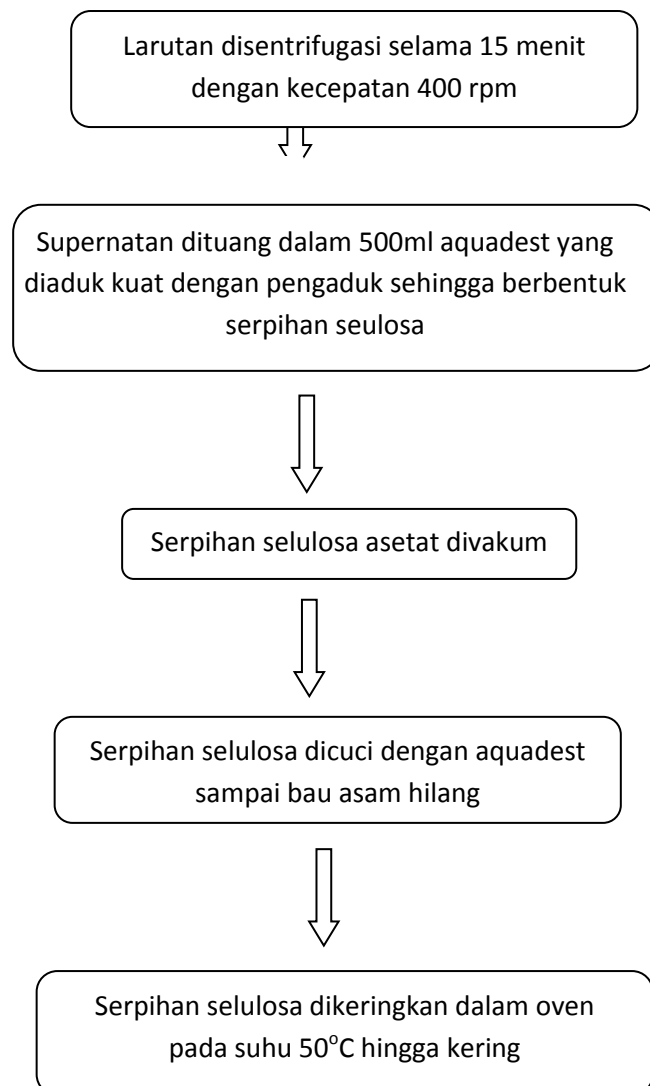 Larutan disentrifugasi selama 15 menit
dengan kecepatan 400 rpm
Supernatan dituang dalam 500ml aquadest yang
diaduk kuat dengan pengaduk sehingga berbentuk
serpihan seulosa
Serpihan selulosa asetat divakum
Serpihan selulosa dicuci dengan aquadest
sampai bau asam hilang
Serpihan selulosa dikeringkan dalam oven
pada suhu 50°C hingga kering